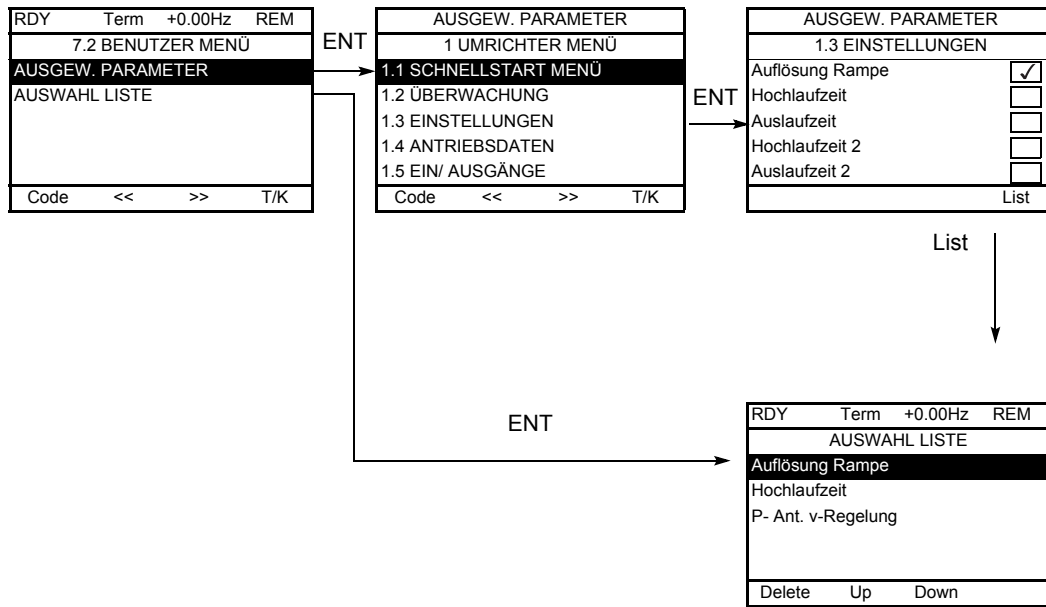 RDY Term +0.00Hz REM
7.2 BENUTZER MENÜ
AUSGEW. PARAMETER
AUSWAHL LISTE
Code << >> T/K
ENT
AUSGEW. PARAMETER
1 UMRICHTER MENÜ
1.1 SCHNELLSTART MENÜ
1.2 ÜBERWACHUNG
1.3 EINSTELLUNGEN
1.4 ANTRIEBSDATEN
1.5 EIN/ AUSGÄNGE
Code << >> T/K
ENT
AUSGEW. PARAMETER
1.3 EINSTELLUNGEN
Auflösung Rampe ✓
Hochlaufzeit
Auslaufzeit
Hochlaufzeit 2
Auslaufzeit 2
List
List
ENT
RDY Term +0.00Hz REM
AUSWAHL LISTE
Auflösung Rampe
Hochlaufzeit
P- Ant. v-Regelung
Delete Up Down